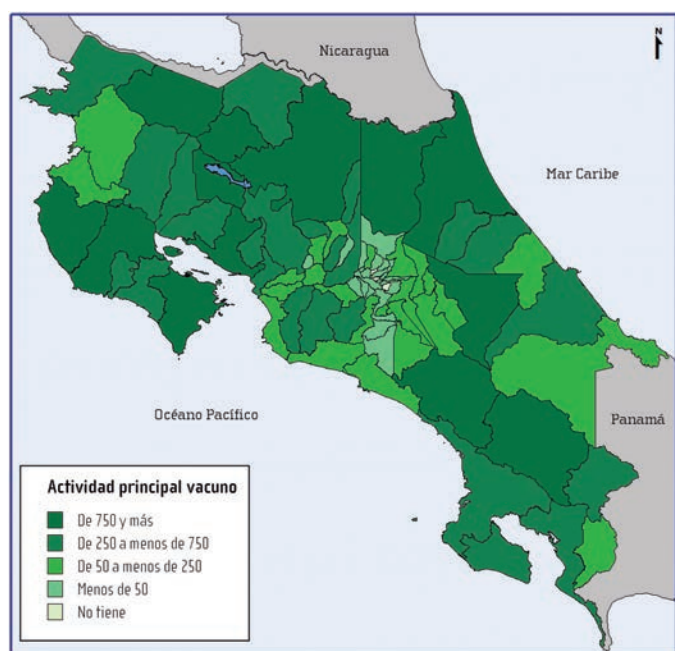 Nicaragua
N
Mar Caribe
Océano Pacífico
Panamá
Actividad principal vacuno
De 750 y más
De 250 a menos de 750
De 50 a menos de 250
Menos de 50
No tiene